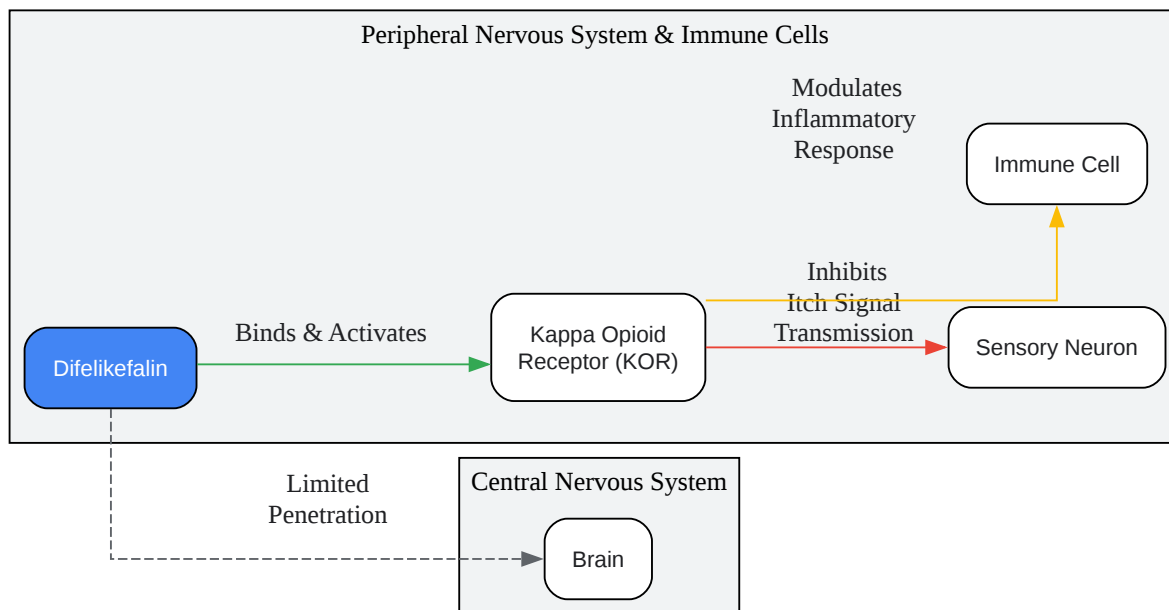 Peripheral Nervous System & Immune Cells
Modulates
Inflammatory
Response
Immune Cell
Inhibits
Itch Signal
Transmission
Binds & Activates
Kappa Opioid
Receptor (KOR)
Sensory Neuron
Difelikefalin
Limited
Penetration
Central Nervous System
Brain